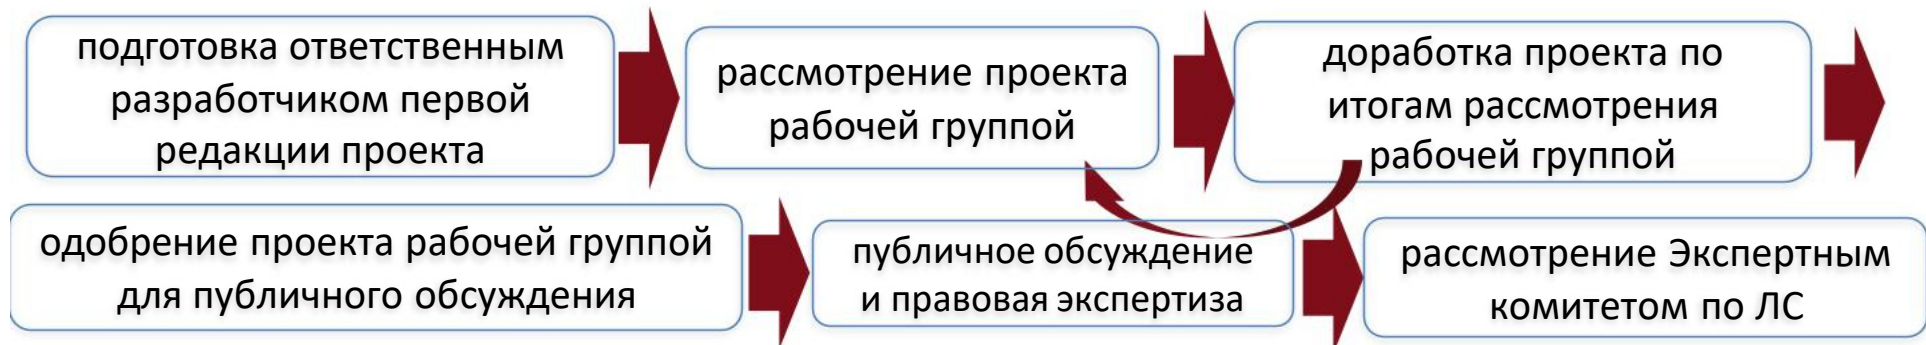 подготовка ответственным
разработчиком первой
редакции проекта
рассмотрение проекта
рабочей группой
доработка проекта по
итогам рассмотрения
рабочей группой
одобрение проекта рабочей группой
для публичного обсуждения
публичное обсуждение
и правовая экспертиза
рассмотрение Экспертным
комитетом по ЛС